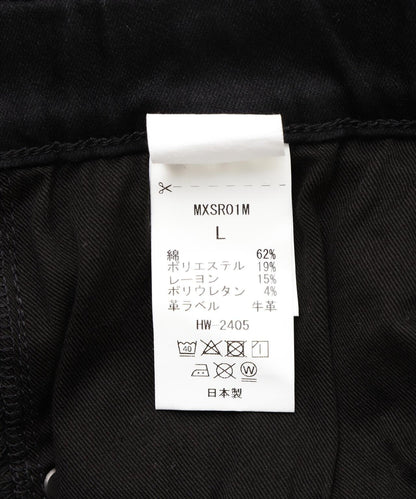 MXSR01M
L
綿 62%
ポリエステル 19%
レーヨン 15%
ポリウレタン 4%
革ラベル 牛革
HW-2405
40
W
日本製